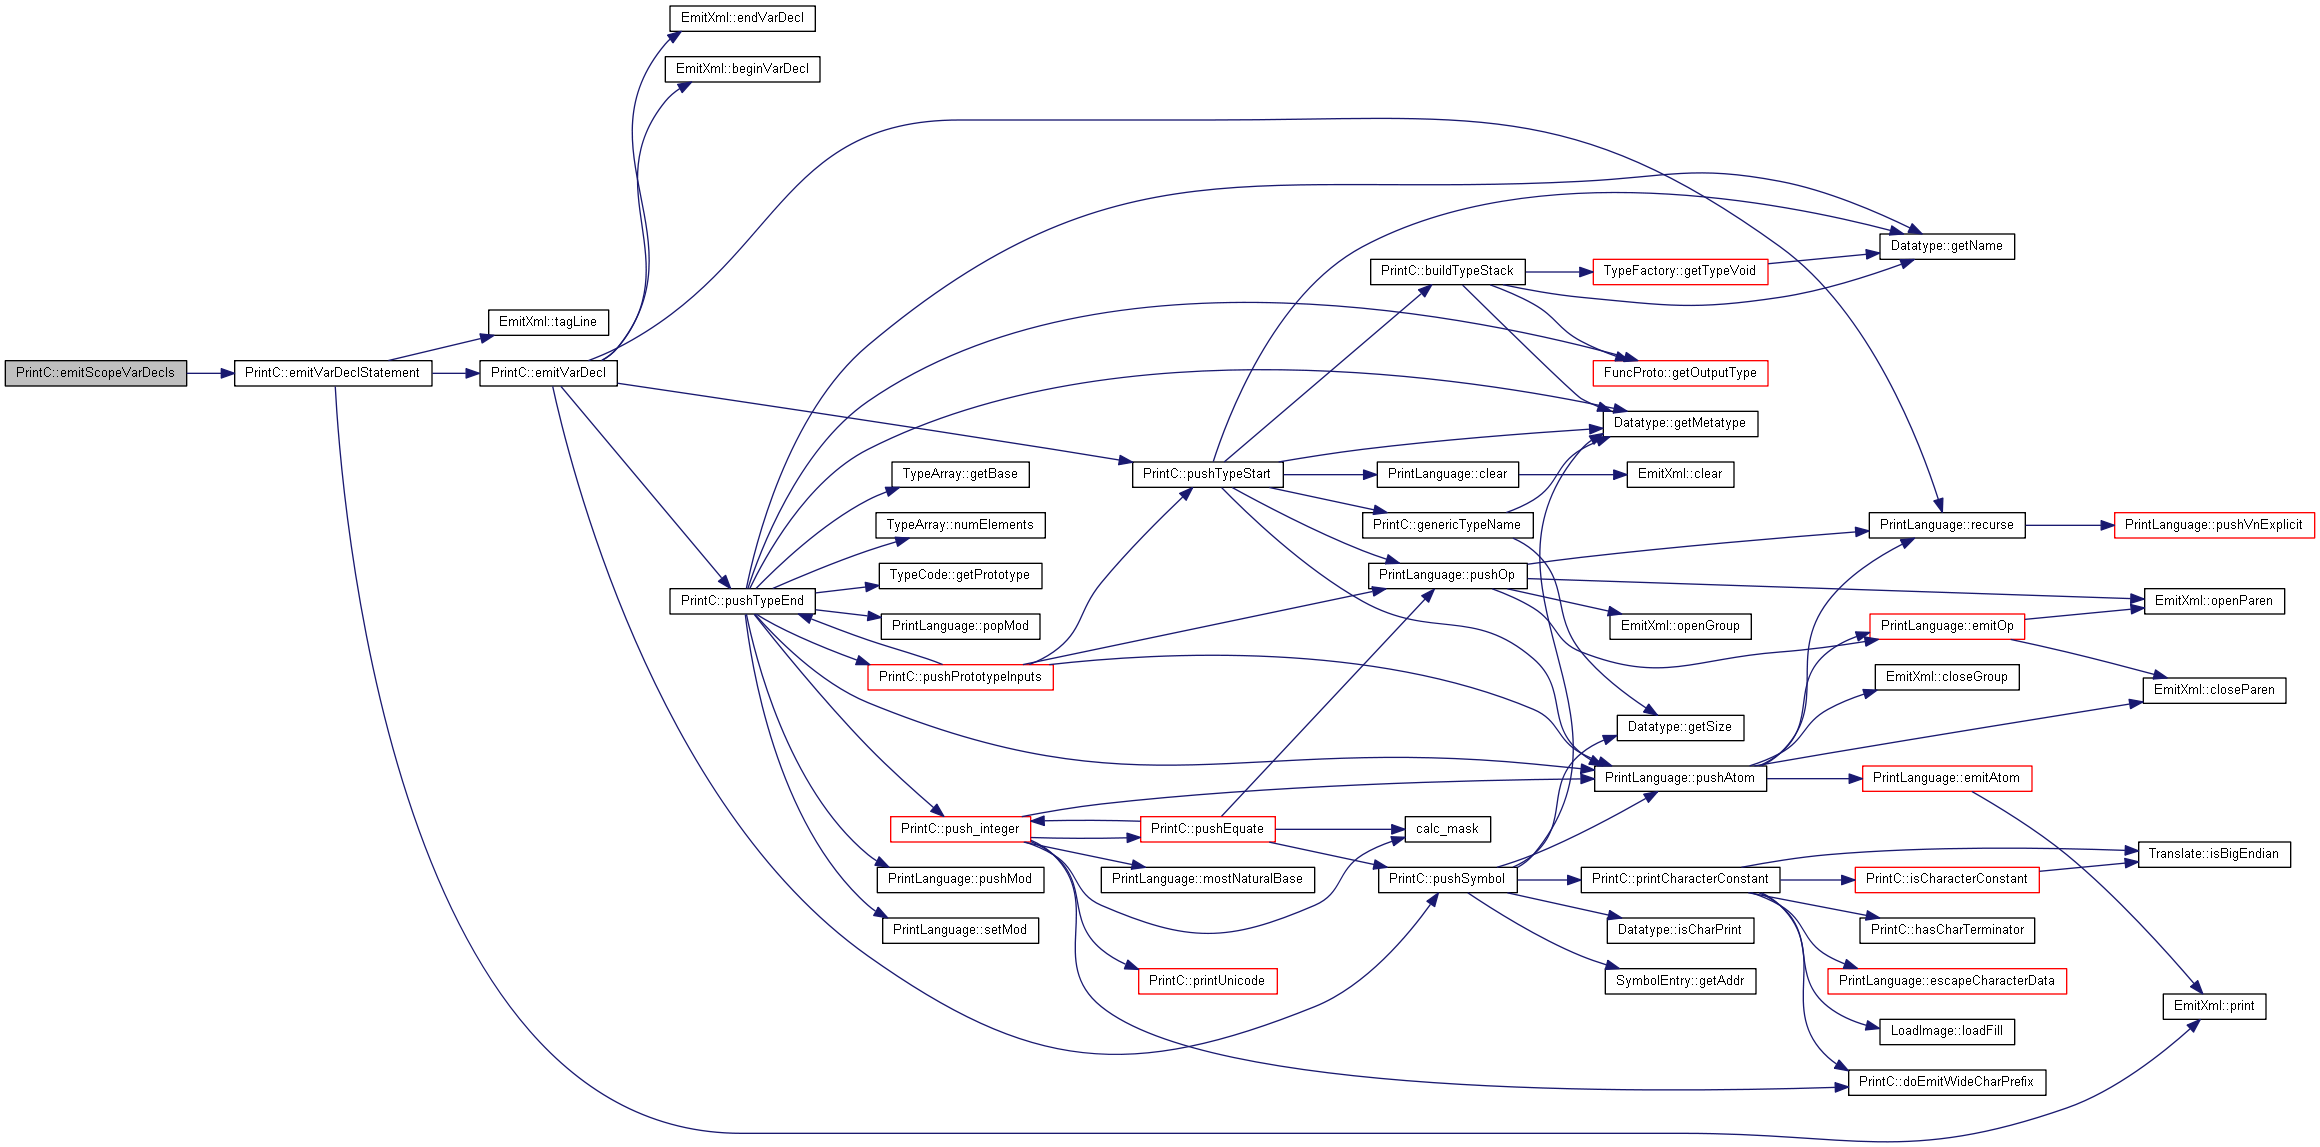 EmitXml::endVarDecl
EmitXml::beginVarDecl
Datatype::getName
PrintC::buildTypeStack
TypeFactory::getTypeVoid
EmitXml::tagLine
PrintC::emitScopeVarDecls
PrintC::emitVarDeclStatement
PrintC::emitVarDecl
FuncProto::getOutputType
Datatype::getMetatype
TypeArray::getBase
PrintC::pushTypeStart
PrintLanguage::clear
EmitXml::clear
TypeArray::numElements
PrintC::genericTypeName
PrintLanguage::recurse
PrintLanguage::pushVnExplicit
TypeCode::getPrototype
PrintLanguage::pushOp
PrintC::pushTypeEnd
EmitXml::openParen
PrintLanguage::popMod
EmitXml::openGroup
PrintLanguage::emitOp
PrintC::pushPrototypeInputs
EmitXml::closeGroup
EmitXml::closeParen
Datatype::getSize
PrintLanguage::pushAtom
PrintLanguage::emitAtom
PrintC::push_integer
PrintC::pushEquate
calc_mask
Translate::isBigEndian
PrintLanguage::pushMod
PrintLanguage::mostNaturalBase
PrintC::pushSymbol
PrintC::printCharacterConstant
PrintC::isCharacterConstant
PrintLanguage::setMod
Datatype::isCharPrint
PrintC::hasCharTerminator
PrintC::printUnicode
SymbolEntry::getAddr
PrintLanguage::escapeCharacterData
EmitXml::print
LoadImage::loadFill
PrintC::doEmitWideCharPrefix